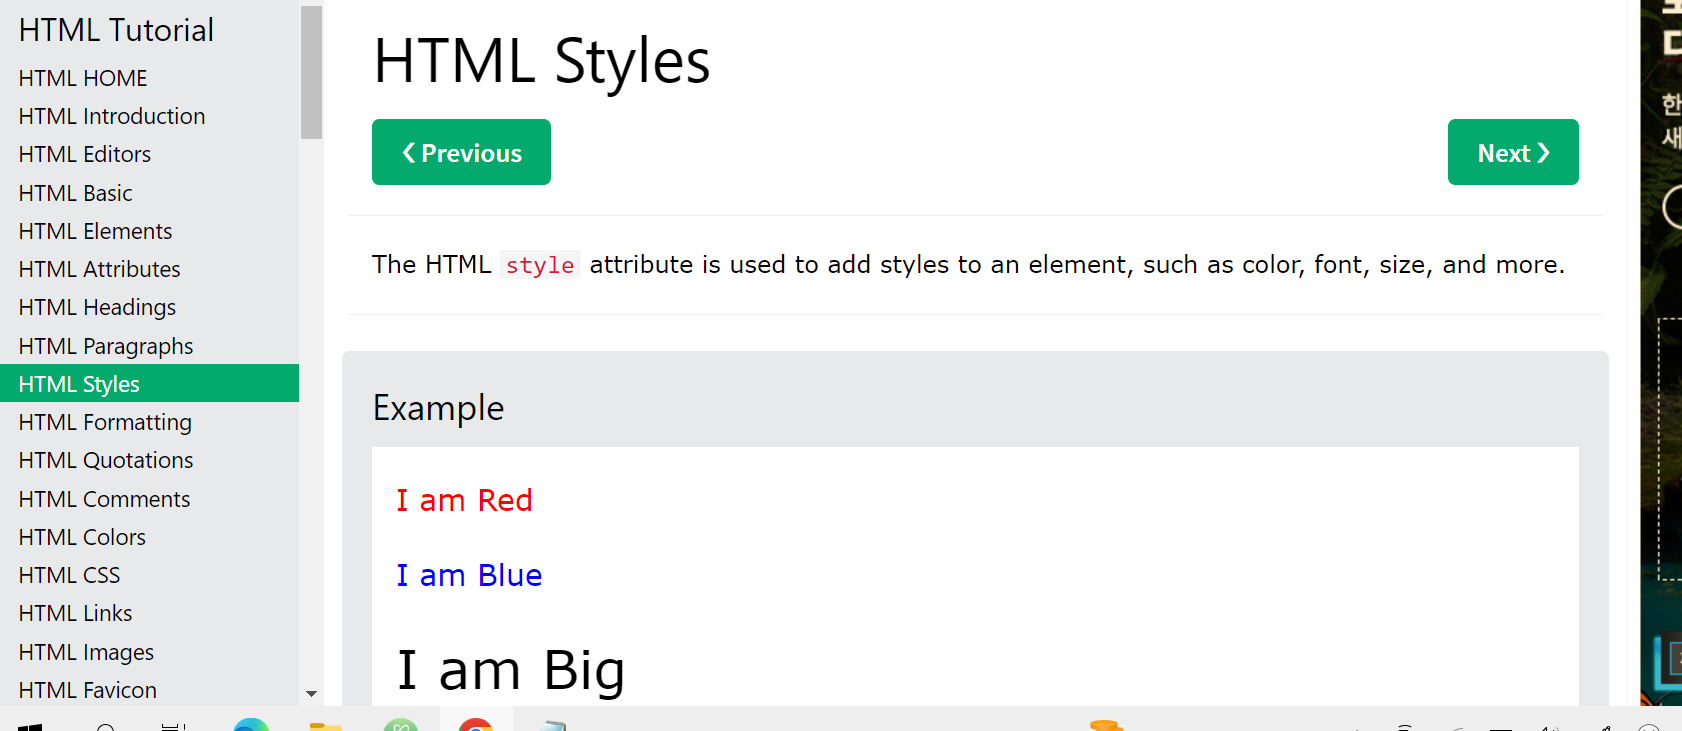 HTML Tutorial
HTML HOME
HTML Introduction
HTML Editors
HTML Basic
HTML Elements
HTML Attributes
HTML Headings
HTML Paragraphs
HTML Styles
HTML Formatting
HTML Quotations
HTML Comments
HTML Colors
HTML CSS
HTML Links
HTML Images
HTML Favicon
HTML Styles
❮ Previous
Next ❯
The HTML style attribute is used to add styles to an element, such as color, font, size, and more.
Example
I am Red
I am Blue
I am Big
한
새